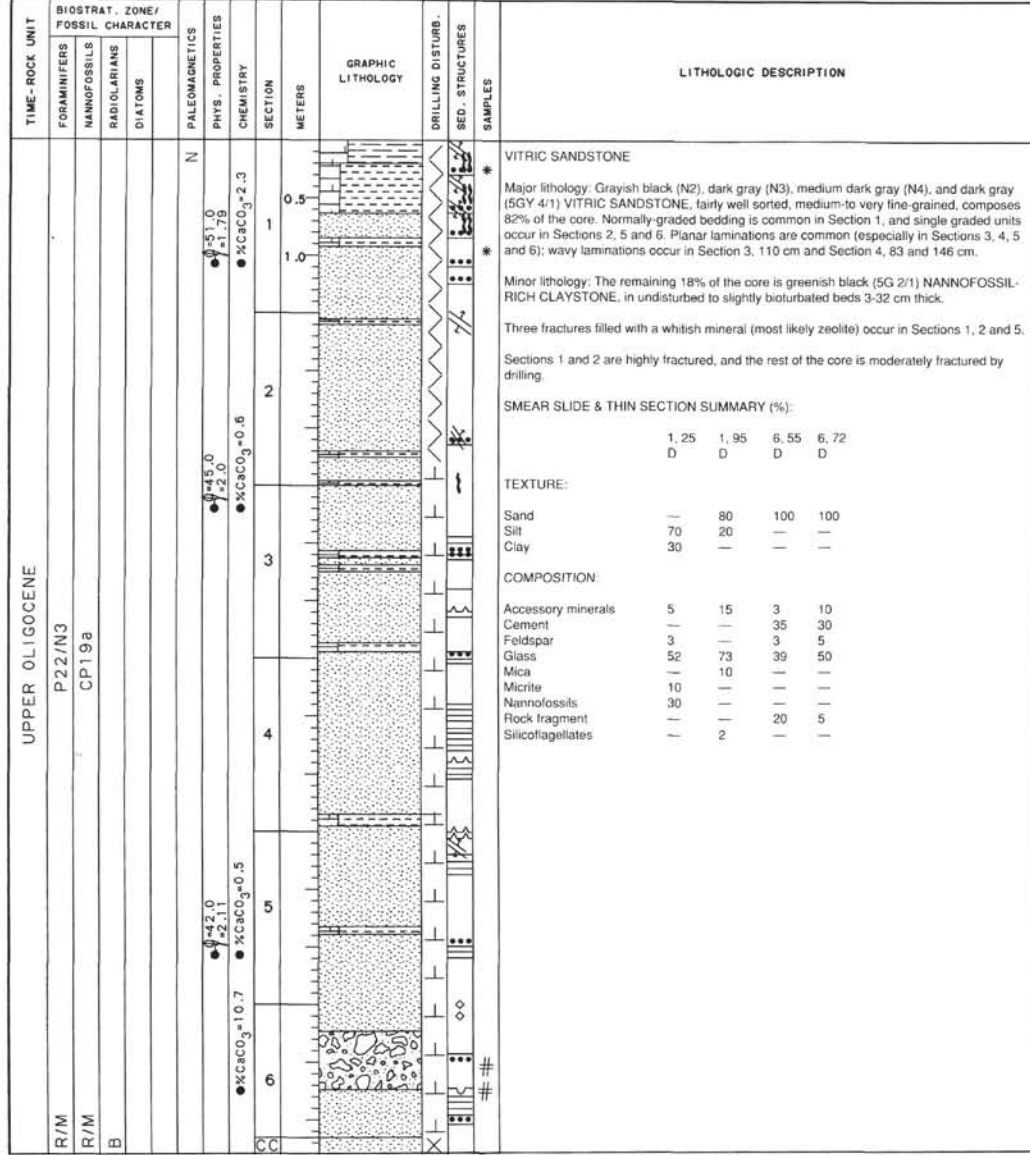 TIME-ROCK UNIT
BIOSTRAT. ZONE/
FOSSIL CHARACTER
FORAMINIFERS
NANNOFOSSILS
RADIOLARIANS
DIATOMS
PALEOMAGNETICS
PHYS. PROPERTIES
CHEMISTRY
SECTION
METERS
GRAPHIC
LITHOLOGY
DRILLING DISTURB.
SED. STRUCTURES
SAMPLES
LITHOLOGIC DESCRIPTION
UPPER OLIGOCENE
P22/N3
CP19a
R/M
R/M
B
N
φ=51.0
γ=1.79
%CaCO3=2.3
φ=45.0
γ=2.0
%CaCO3=0.6
φ=42.0
γ=2.11
%CaCO3=0.5
%CaCO3=10.7
1
2
3
4
5
6
CC
0.5
1.0
*
*
#
#
VITRIC SANDSTONE
Major lithology: Grayish black (N2), dark gray (N3), medium dark gray (N4), and dark gray
(5GY 4/1) VITRIC SANDSTONE, fairly well sorted, medium-to very fine-grained, composes
82% of the core. Normally-graded bedding is common in Section 1, and single graded units
occur in Sections 2, 5 and 6. Planar laminations are common (especially in Sections 3, 4, 5
and 6); wavy laminations occur in Section 3, 110 cm and Section 4, 83 and 146 cm.
Minor lithology: The remaining 18% of the core is greenish black (5G 2/1) NANNOFOSSIL-
RICH CLAYSTONE, in undisturbed to slightly bioturbated beds 3-32 cm thick.
Three fractures filled with a whitish mineral (most likely zeolite) occur in Sections 1, 2 and 5.
Sections 1 and 2 are highly fractured, and the rest of the core is moderately fractured by
drilling.
SMEAR SLIDE & THIN SECTION SUMMARY (%):
1, 25 1, 95 6, 55 6, 72
D D D D
TEXTURE:
Sand — 80 100 100
Silt 70 20 — —
Clay 30 — — —
COMPOSITION:
Accessory minerals 5 15 3 10
Cement — — 35 30
Feldspar 3 — 3 5
Glass 52 73 39 50
Mica — 10 — —
Micrite 10 — — —
Nannofossils 30 — — —
Rock fragment — — 20 5
Silicoflagellates — 2 — —